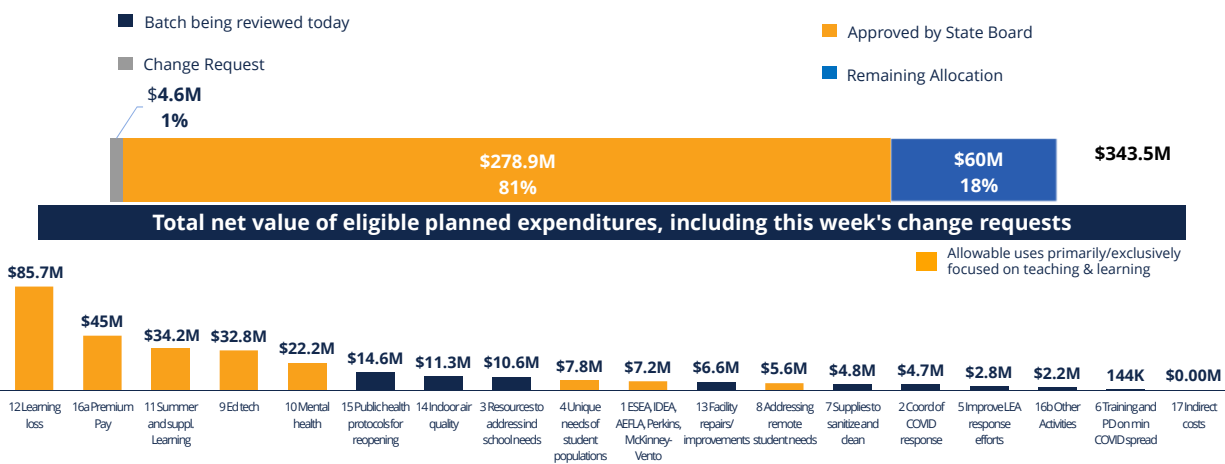 Batch being reviewed today
Change Request
Approved by State Board
Remaining Allocation
$4.6M
1%
$278.9M
81%
$60M
18%
$343.5M
Total net value of eligible planned expenditures, including this week's change requests
Allowable uses primarily/exclusively
focused on teaching & learning
$85.7M
$45M
$34.2M
$32.8M
$22.2M
$14.6M
$11.3M
$10.6M
$7.8M
$7.2M
$6.6M
$5.6M
$4.8M
$4.7M
$2.8M
$2.2M
144K
$0.00M
12 Learning
loss
16a Premium
Pay
11 Summer
and suppl.
Learning
9 Ed tech
10 Mental
health
15 Public health
protocols for
reopening
14 Indoor air
quality
3 Resources to
address ind
school needs
4 Unique
needs of
student
populations
1 ESEA, IDEA,
AEFLA, Perkins,
McKinney-
Vento
13 Facility
repairs/
improvements
8 Addressing
remote
student needs
7 Supplies to
sanitize and
clean
2 Coord of
COVID
response
5 Improve LEA
response
efforts
16b Other
Activities
6 Training and
PD on min
COVID spread
17 Indirect
costs